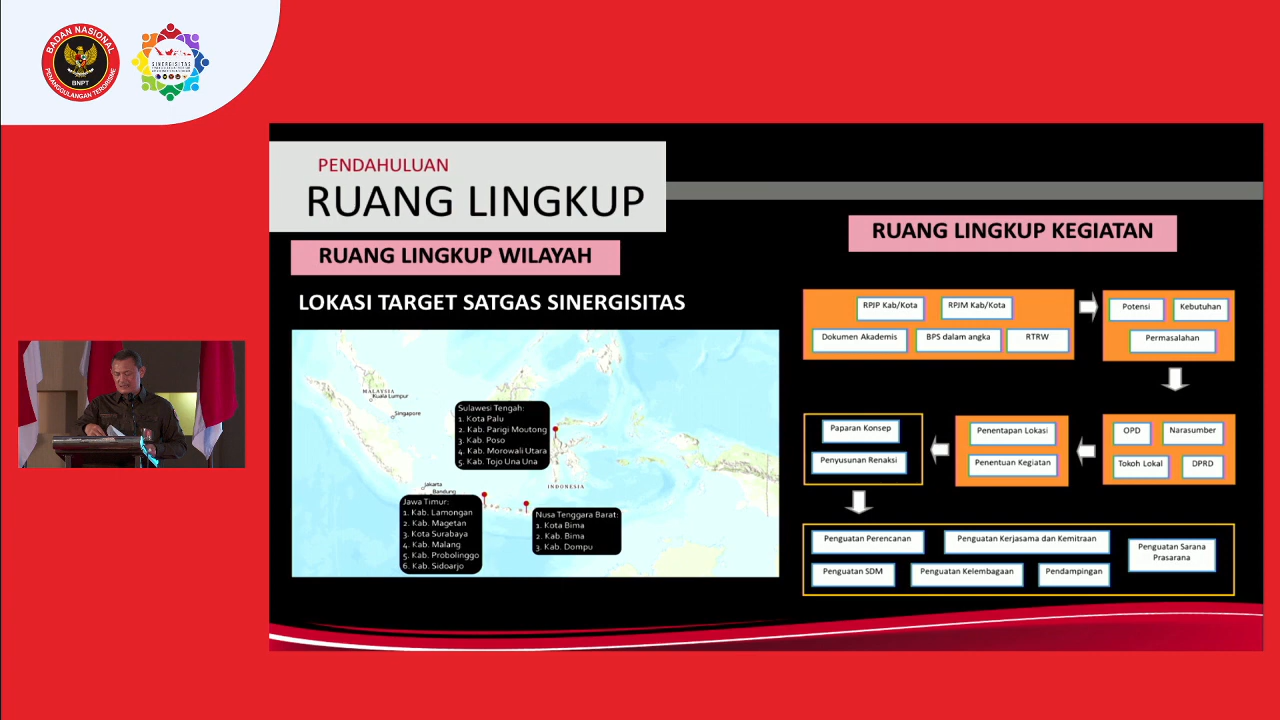 BADAN NASIONAL
BNPT
PENANGGULANGAN TERORISME
SINERGISITAS
PENDAHULUAN
RUANG LINGKUP
RUANG LINGKUP WILAYAH
LOKASI TARGET SATGAS SINERGISITAS
MALAYSIA
Kuala Lumpur
Singapore
Sulawesi Tengah:
1. Kota Palu
2. Kab. Parigi Moutong
3. Kab. Poso
4. Kab. Morowali Utara
5. Kab. Tojo Una Una
INDONESIA
Jakarta
Bandung
Jawa Timur:
1. Kab. Lamongan
2. Kab. Magetan
3. Kota Surabaya
4. Kab. Malang
5. Kab. Probolinggo
6. Kab. Sidoarjo
Nusa Tenggara Barat:
1. Kota Bima
2. Kab. Bima
3. Kab. Dompu
RUANG LINGKUP KEGIATAN
RPJP Kab/Kota
RPJM Kab/Kota
Dokumen Akademis
BPS dalam angka
RTRW
Potensi
Kebutuhan
Permasalahan
OPD
Narasumber
Tokoh Lokal
DPRD
Penentapan Lokasi
Penentuan Kegiatan
Paparan Konsep
Penyusunan Renaksi
Penguatan Perencanan
Penguatan Kerjasama dan Kemitraan
Penguatan Sarana
Prasarana
Penguatan SDM
Penguatan Kelembagaan
Pendampingan